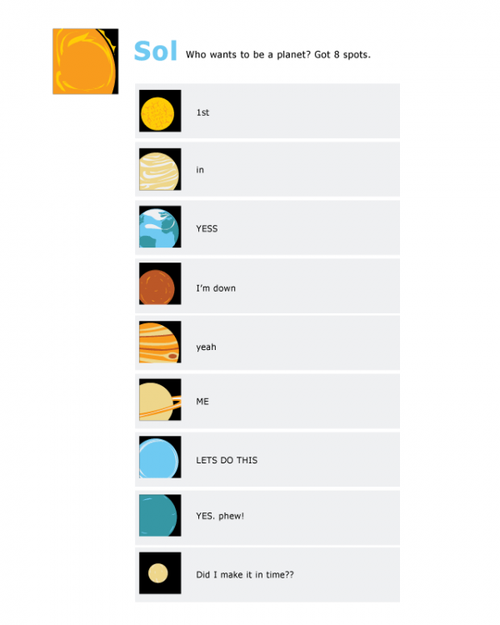 Sol Who wants to be a planet? Got 8 spots.
1st
in
YESS
I'm down
yeah
ME
LETS DO THIS
YES. phew!
Did I make it in time??